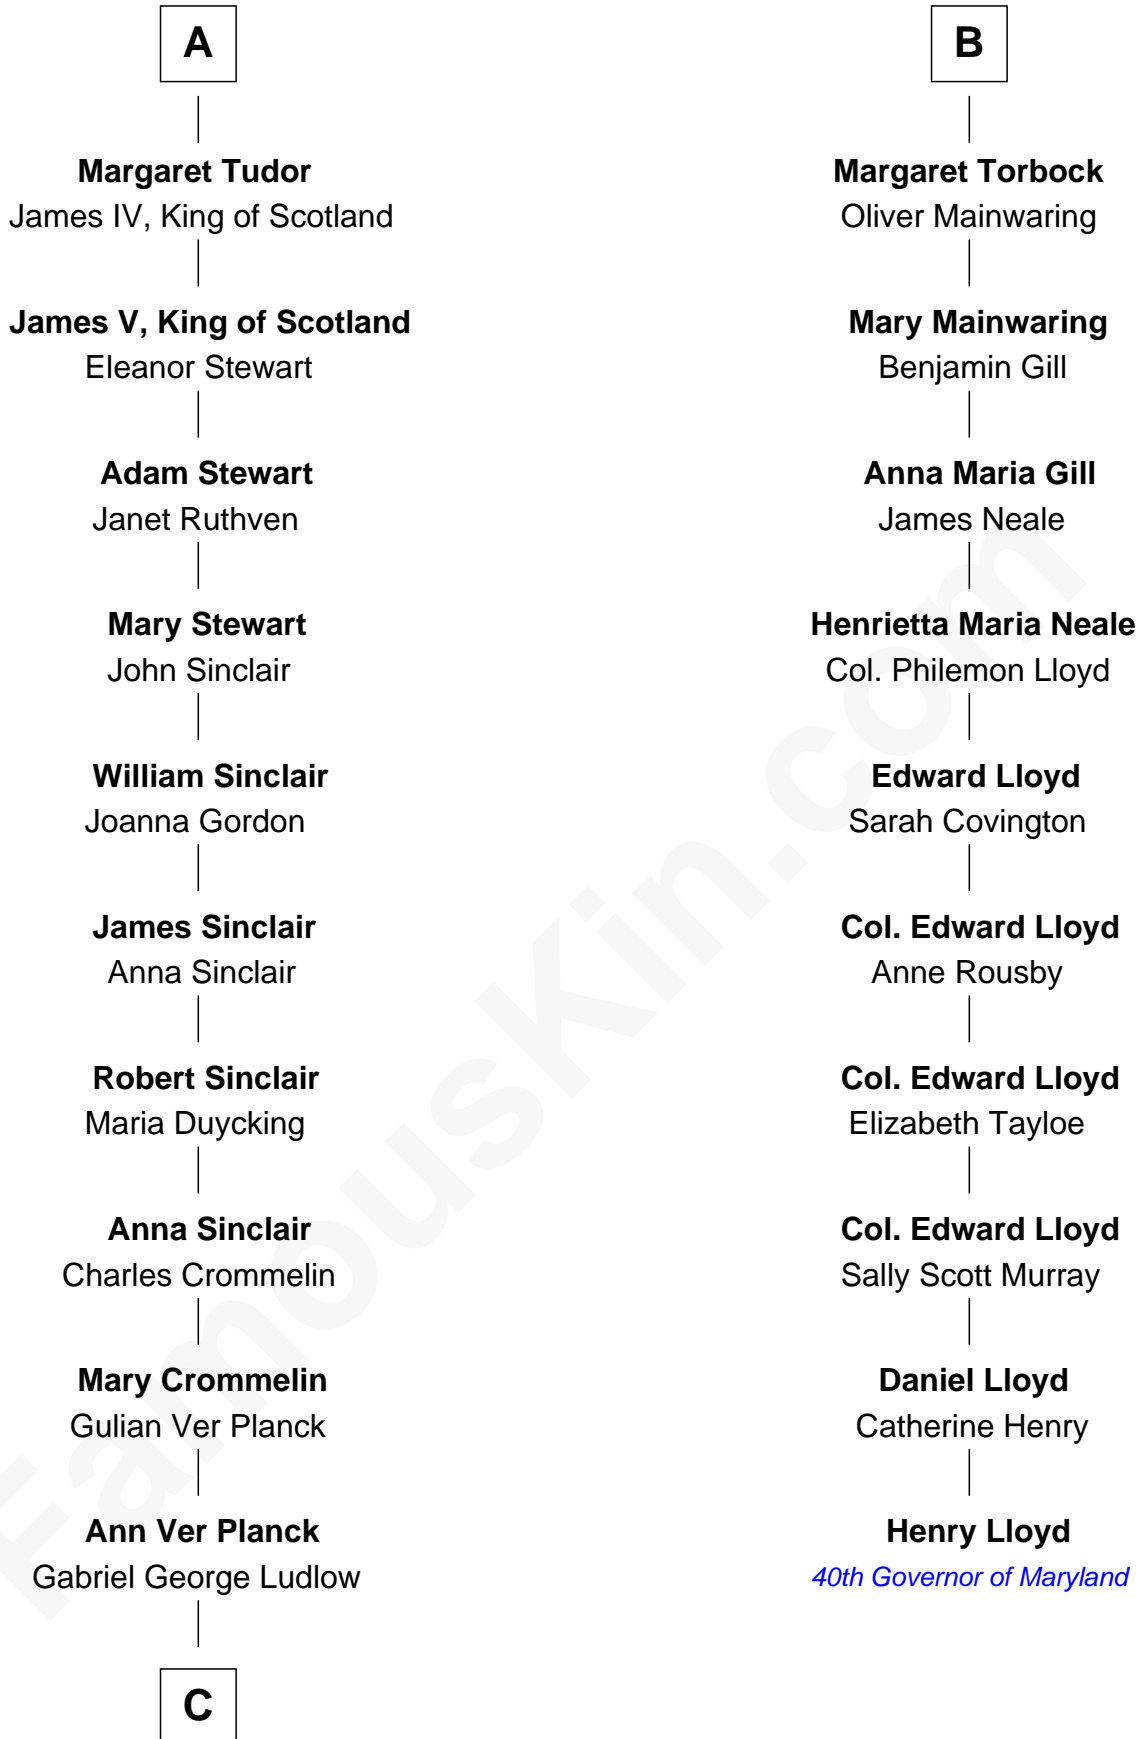 A
Margaret Tudor
James IV, King of Scotland
James V, King of Scotland
Eleanor Stewart
Adam Stewart
Janet Ruthven
Mary Stewart
John Sinclair
William Sinclair
Joanna Gordon
James Sinclair
Anna Sinclair
Robert Sinclair
Maria Duycking
Anna Sinclair
Charles Crommelin
Mary Crommelin
Gulian Ver Planck
Ann Ver Planck
Gabriel George Ludlow
C
B
Margaret Torbock
Oliver Mainwaring
Mary Mainwaring
Benjamin Gill
Anna Maria Gill
James Neale
Henrietta Maria Neale
Col. Philemon Lloyd
Edward Lloyd
Sarah Covington
Col. Edward Lloyd
Anne Rousby
Col. Edward Lloyd
Elizabeth Tayloe
Col. Edward Lloyd
Sally Scott Murray
Daniel Lloyd
Catherine Henry
Henry Lloyd
40th Governor of Maryland
FamousKin.com